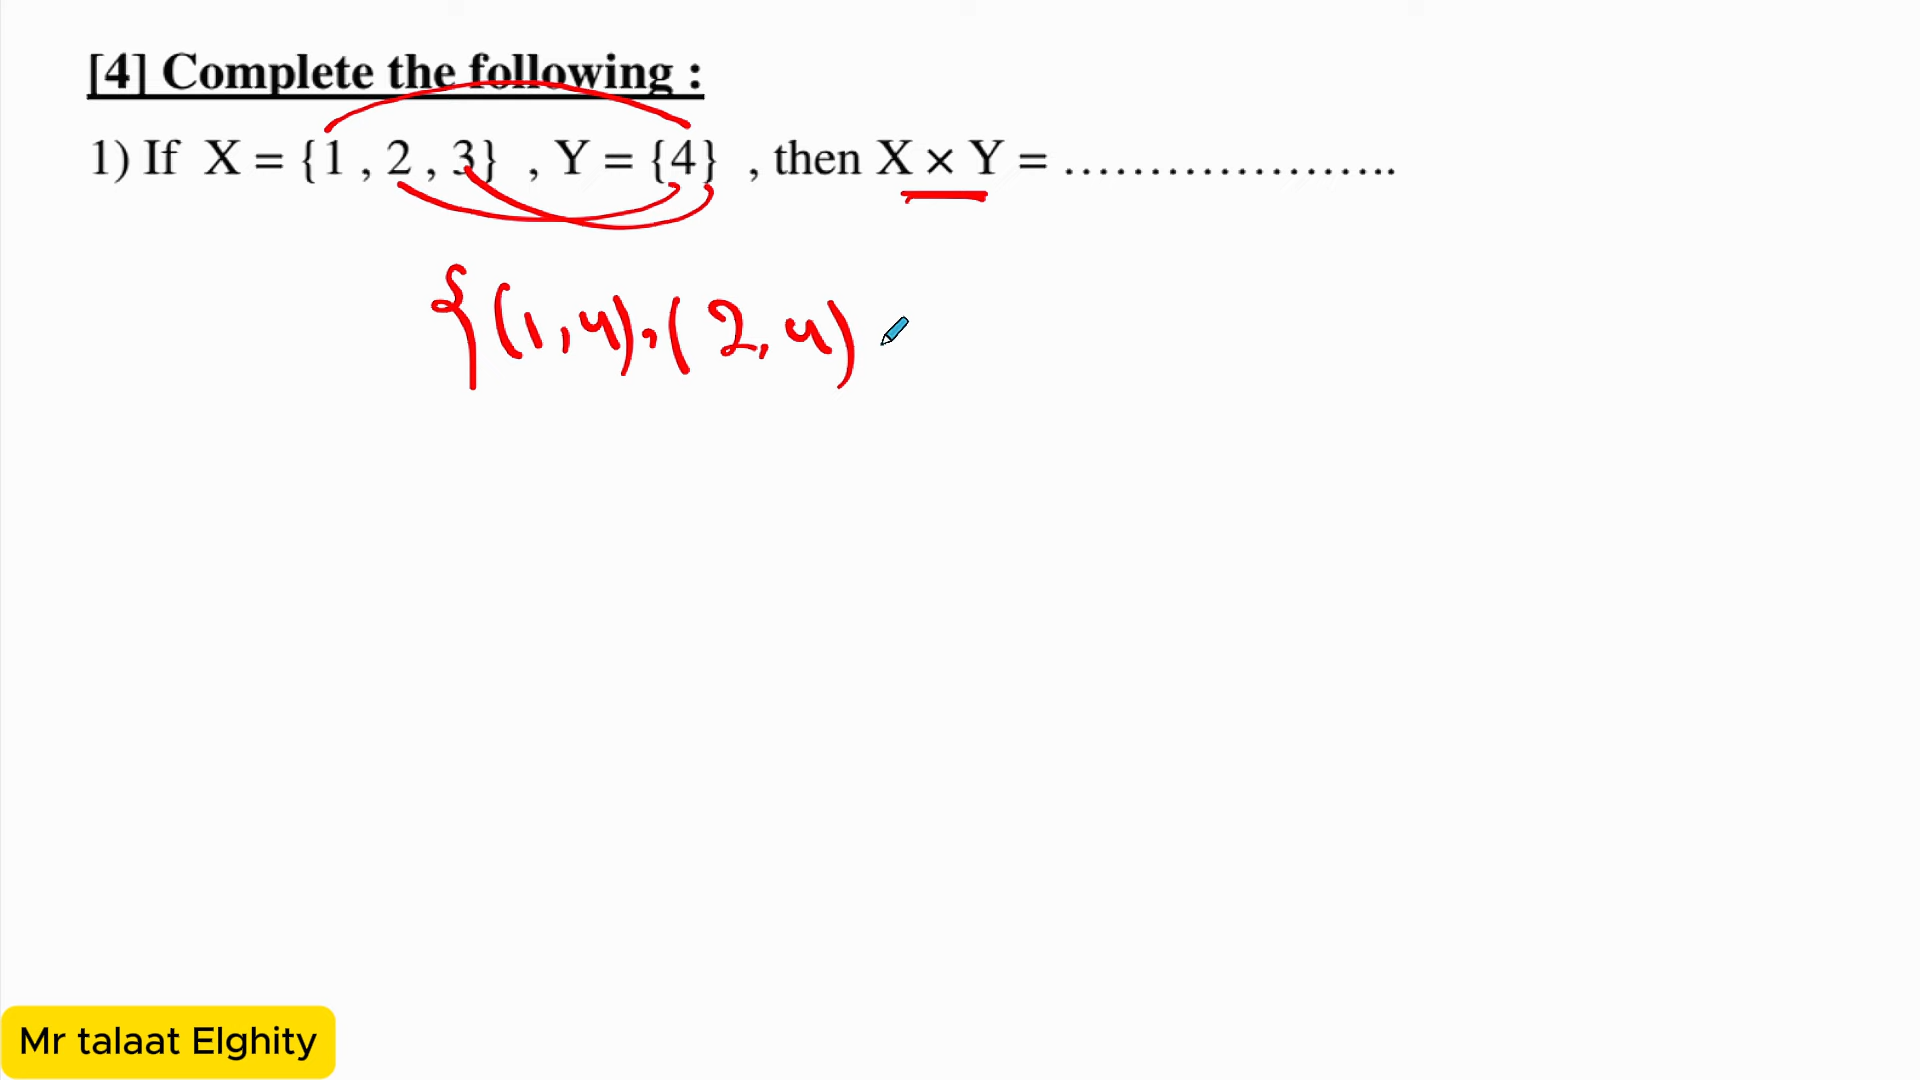 [4] Complete the following :
1) If X = {1 , 2 , 3} , Y = {4} , then X × Y = ………………….
{(1,4),(2,4)
Mr talaat Elghity